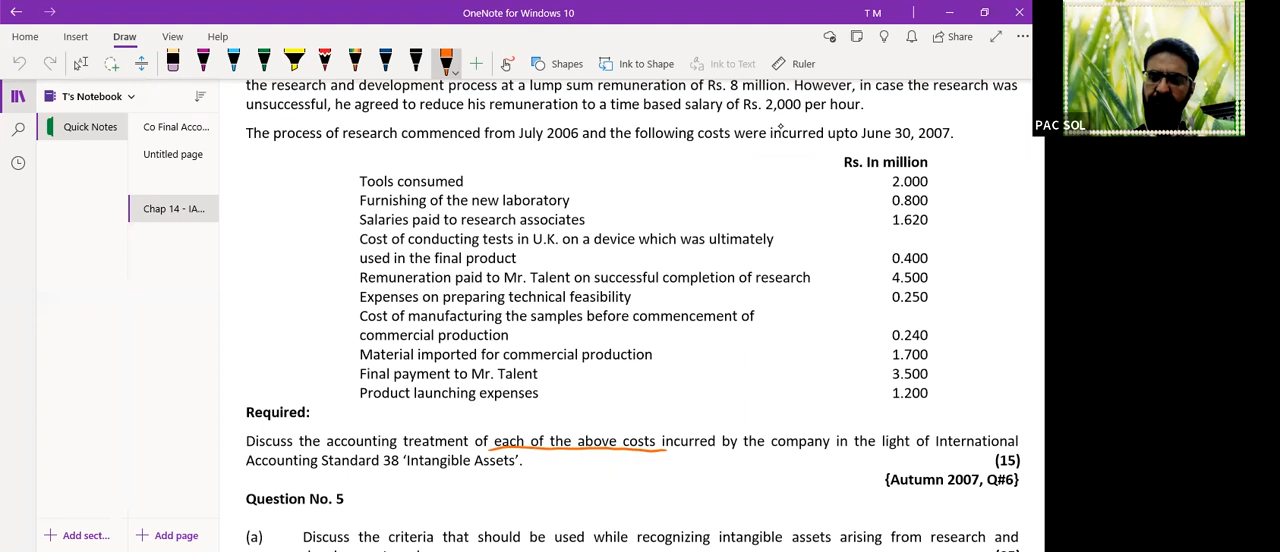 OneNote for Windows 10
T M
Home Insert Draw View Help
Share
Shapes Ink to Shape Ink to Text Ruler
T's Notebook
Quick Notes
Co Final Acco...
Untitled page
Chap 14 - IA...
Add sect...
Add page
PAC SOL
the research and development process at a lump sum remuneration of Rs. 8 million. However, in case the research was
unsuccessful, he agreed to reduce his remuneration to a time based salary of Rs. 2,000 per hour.
The process of research commenced from July 2006 and the following costs were incurred upto June 30, 2007.
Rs. In million
Tools consumed 2.000
Furnishing of the new laboratory 0.800
Salaries paid to research associates 1.620
Cost of conducting tests in U.K. on a device which was ultimately
used in the final product 0.400
Remuneration paid to Mr. Talent on successful completion of research 4.500
Expenses on preparing technical feasibility 0.250
Cost of manufacturing the samples before commencement of
commercial production 0.240
Material imported for commercial production 1.700
Final payment to Mr. Talent 3.500
Product launching expenses 1.200
Required:
Discuss the accounting treatment of each of the above costs incurred by the company in the light of International
Accounting Standard 38 ‘Intangible Assets’. (15)
{Autumn 2007, Q#6}
Question No. 5
(a) Discuss the criteria that should be used while recognizing intangible assets arising from research and